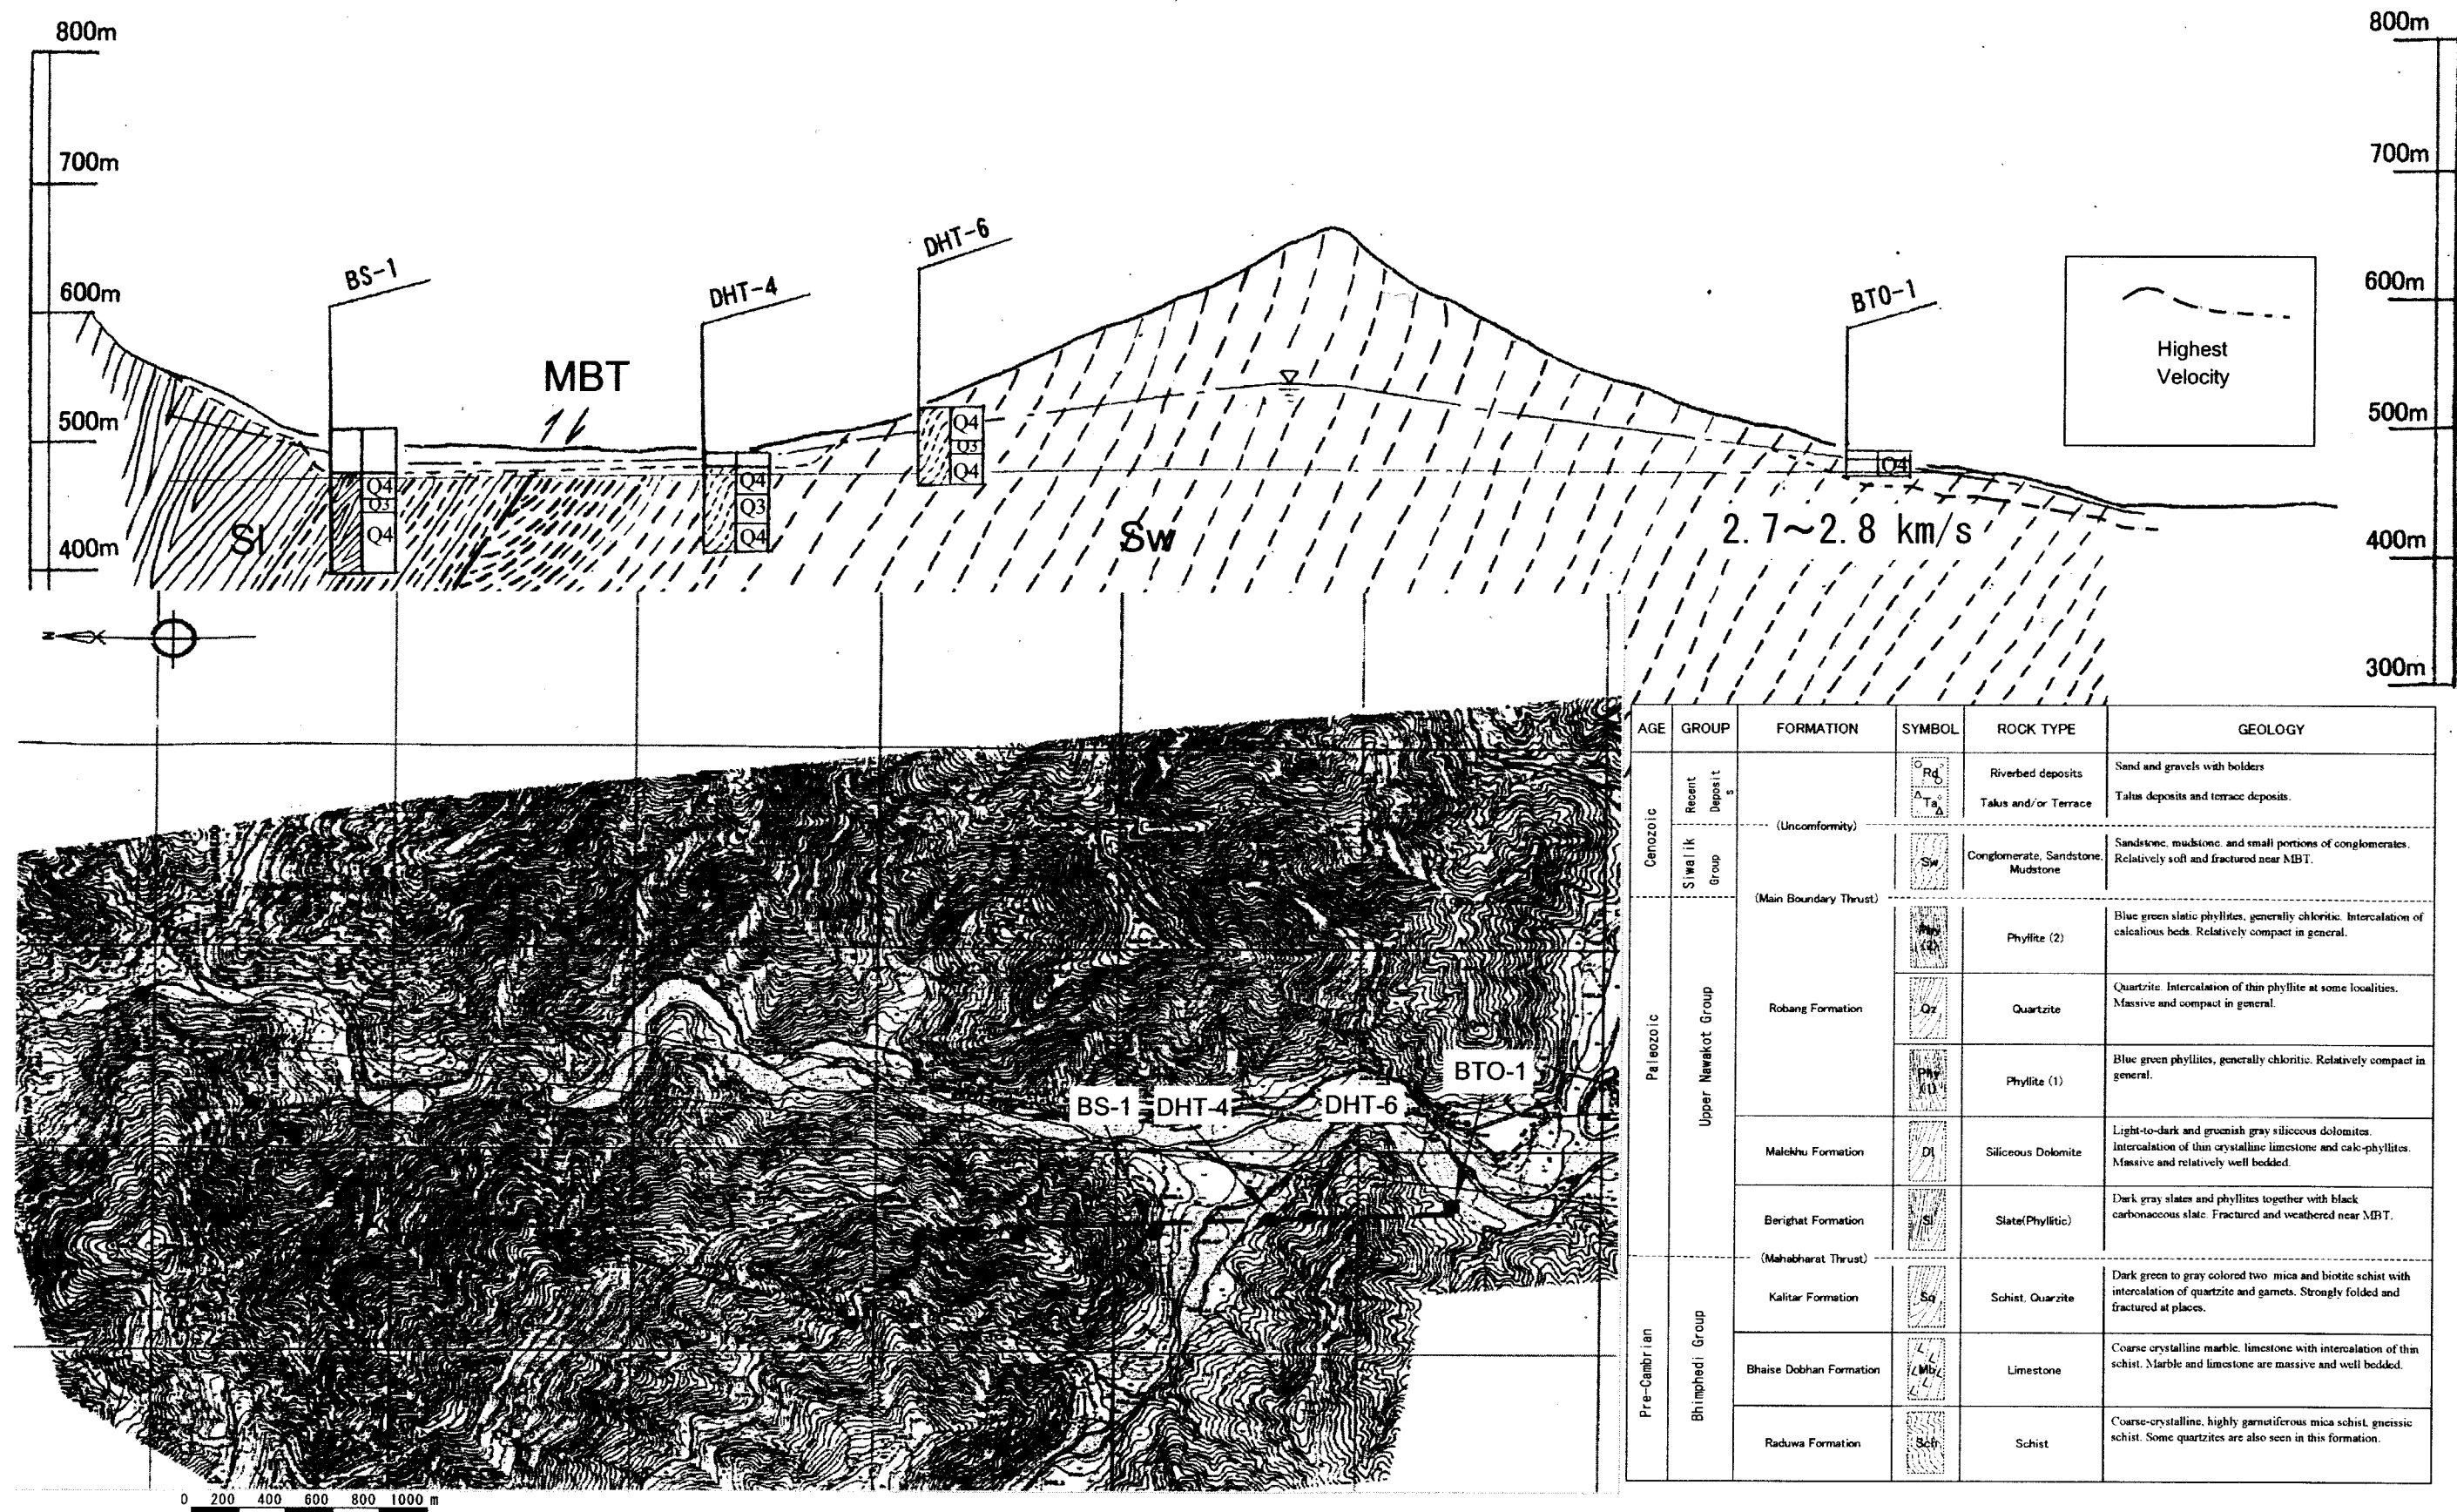 800m
800m
700m
700m
600m
600m
500m
500m
400m
400m
300m
BS-1
MBT
DHT-4
DHT-6
BTO-1
Highest
Velocity
Q4
Q3
Q4
Q4
Q3
Q4
Q4
Q3
Q4
Q4
Sl
Sw
2.7~2.8 km/s
N
BS-1
DHT-4
DHT-6
BTO-1
0 200 400 600 800 1000 m
AGE GROUP FORMATION SYMBOL ROCK TYPE GEOLOGY
Cenozoic
Recent
Deposit
s
Rd
Riverbed deposits
Sand and gravels with bolders
Ta
Talus and/or Terrace
Talus deposits and terrace deposits.
(Uncomformity)
Siwalik
Group
Sw
Conglomerate, Sandstone,
Mudstone
Sandstone, mudstone, and small portions of conglomerates.
Relatively soft and fractured near MBT.
(Main Boundary Thrust)
Paleozoic
Upper Nawakot Group
Robang Formation
Phy
(2)
Phyllite (2)
Blue green slatic phyllites, generally chloritic. Intercalation of
calcalious beds. Relatively compact in general.
Qz
Quartzite
Quartzite. Intercalation of thin phyllite at some localities.
Massive and compact in general.
Phy
(1)
Phyllite (1)
Blue green phyllites, generally chloritic. Relatively compact in
general.
Malekhu Formation
Dl
Siliceous Dolomite
Light-to-dark and greenish gray siliceous dolomites.
Intercalation of thin crystalline limestone and calc-phyllites.
Massive and relatively well bedded.
Berighat Formation
Sl
Slate(Phyllitic)
Dark gray slates and phyllites together with black
carbonaceous slate. Fractured and weathered near MBT.
(Mahabharat Thrust)
Pre-Cambrian
Bhimphedi Group
Kalitar Formation
Sq
Schist, Quarzite
Dark green to gray colored two mica and biotite schist with
intercalation of quartzite and garnets. Strongly folded and
fractured at places.
Bhaise Dobhan Formation
Mb
Limestone
Coarse crystalline marble, limestone with intercalation of thin
schist. Marble and limestone are massive and well bedded.
Raduwa Formation
Schist
Coarse-crystalline, highly garnetiferous mica schist, gneissic
schist. Some quartzites are also seen in this formation.